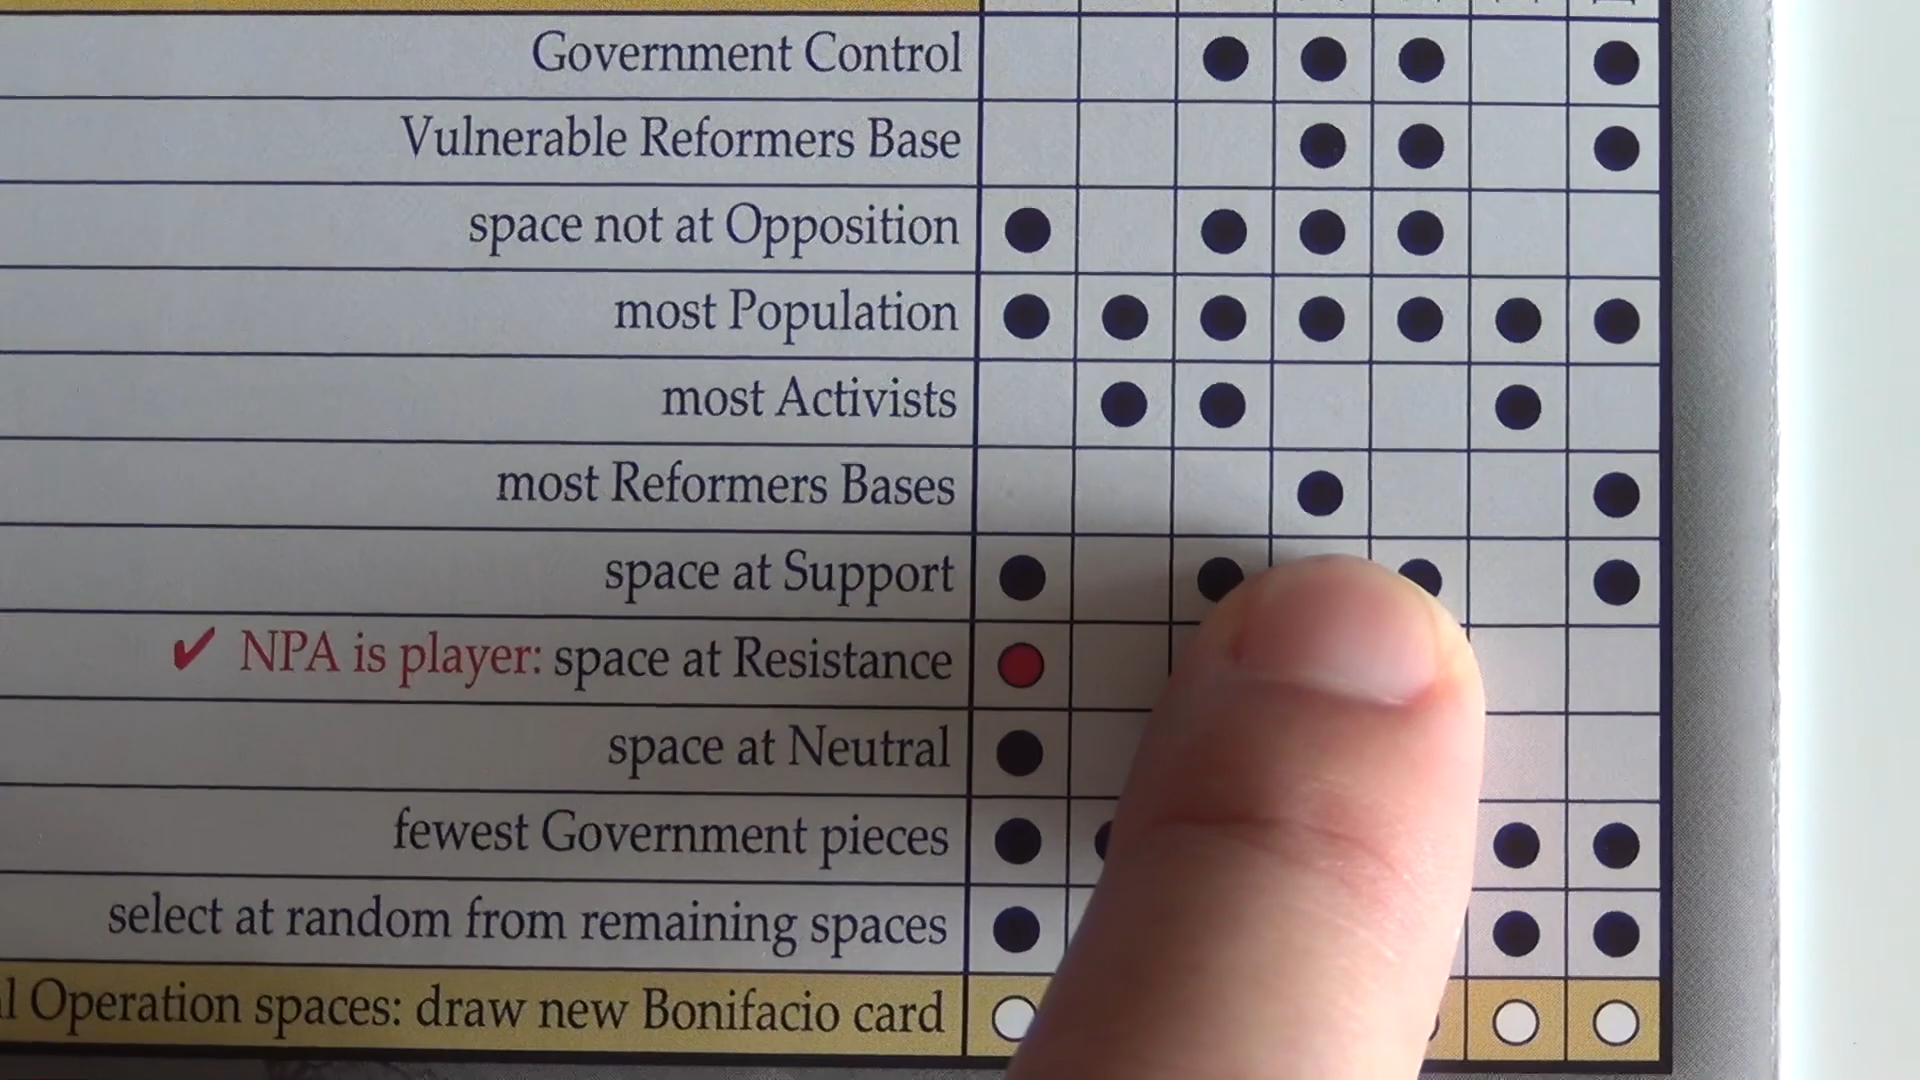 Government Control
Vulnerable Reformers Base
space not at Opposition
most Population
most Activists
most Reformers Bases
space at Support
✔ NPA is player: space at Resistance
space at Neutral
fewest Government pieces
select at random from remaining spaces
Operation spaces: draw new Bonifacio card